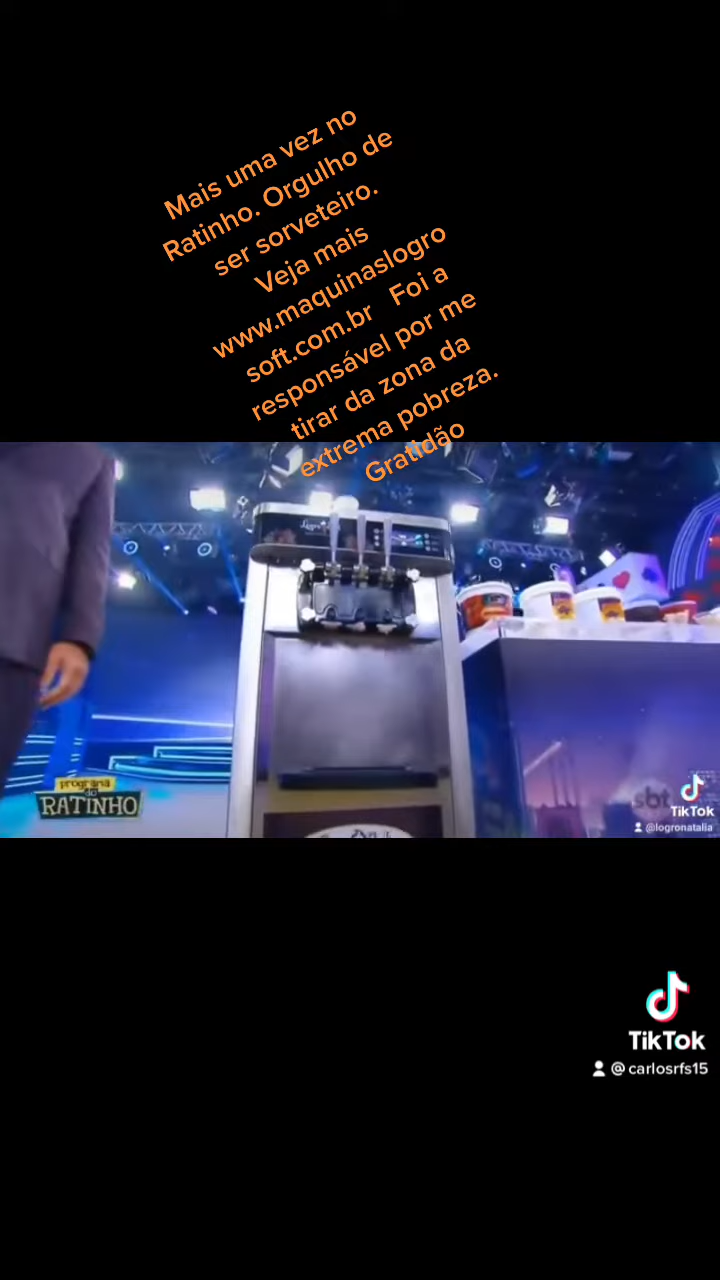 Mais uma vez no
Ratinho. Orgulho de
ser sorveteiro.
Veja mais
www.maquinaslogro
soft.com.br Foi a
responsável por me
tirar da zona da
extrema pobreza.
Gratidão
programa
do
RATINHO
sbt
TikTok
@logronatalia
TikTok
@carlosrfs15